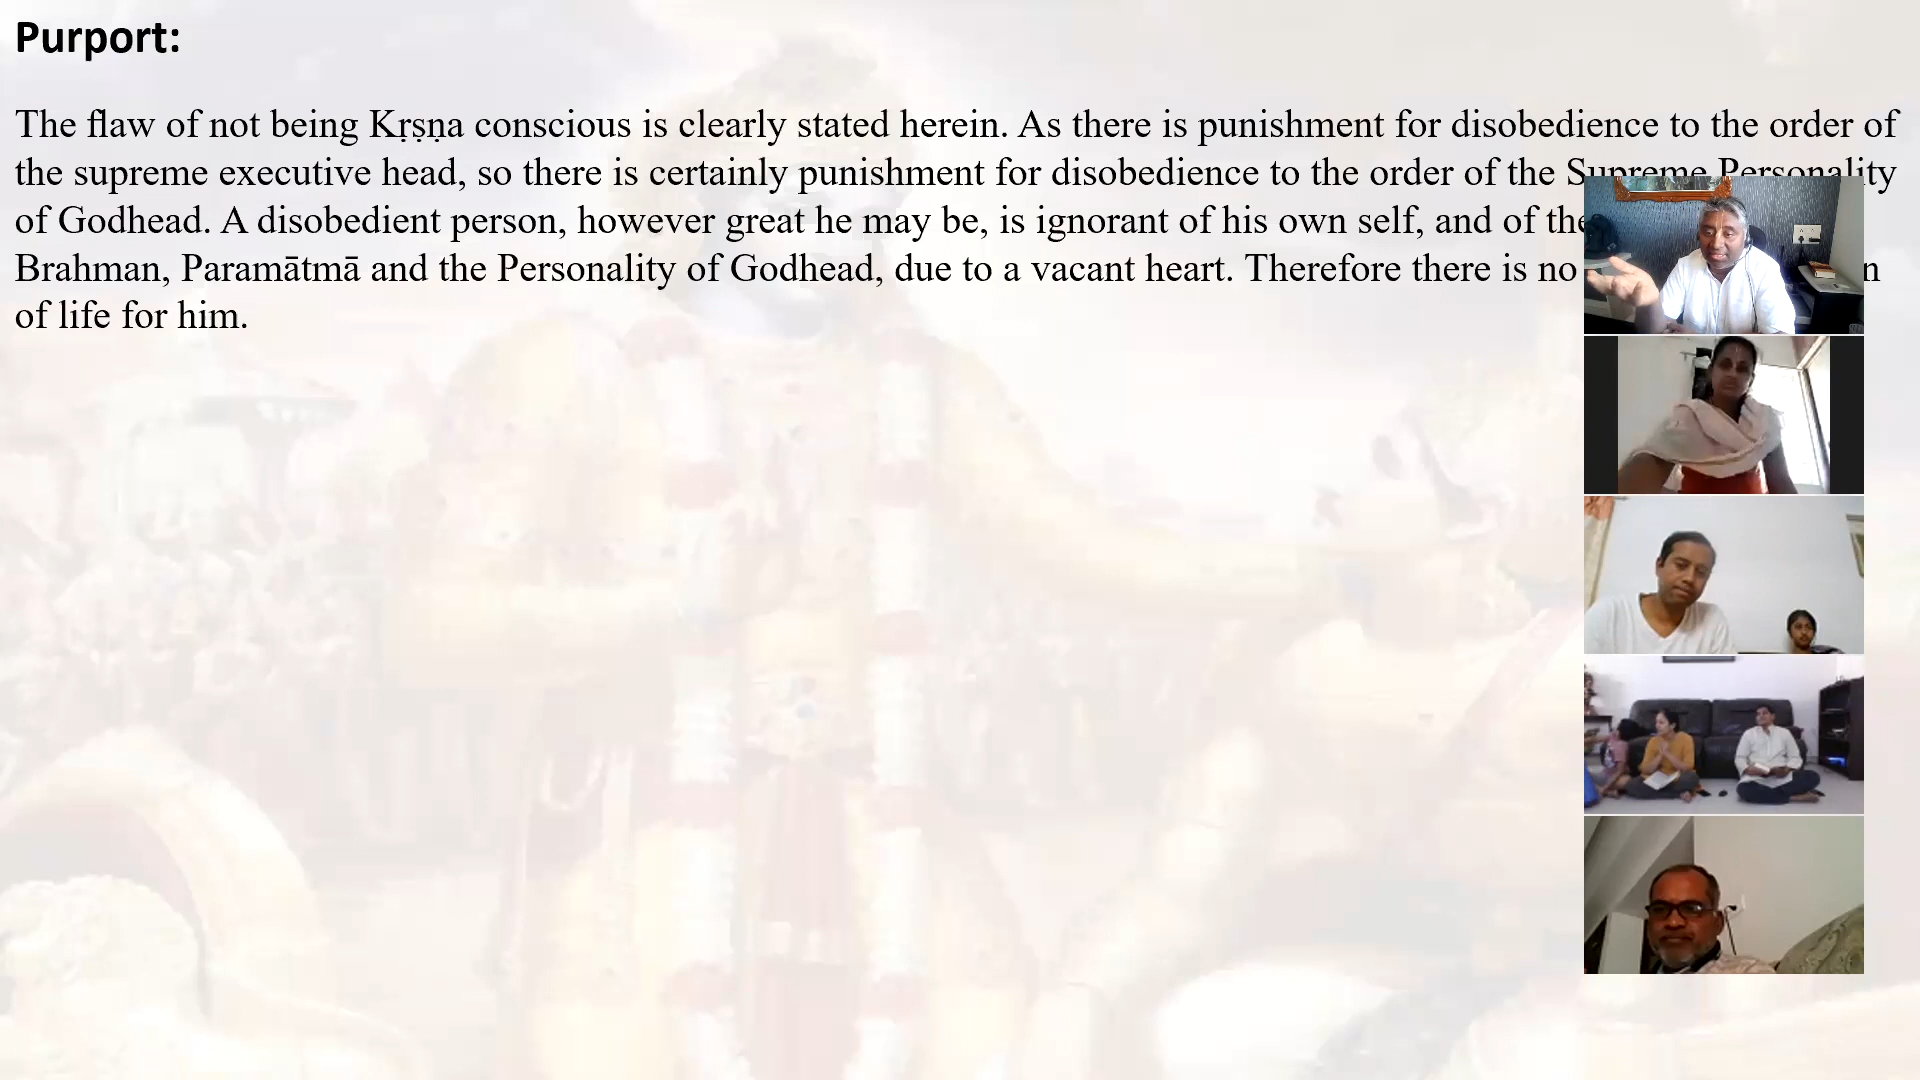 Purport:
The flaw of not being Kṛṣṇa conscious is clearly stated herein. As there is punishment for disobedience to the order of
the supreme executive head, so there is certainly punishment for disobedience to the order of the Supreme Personality
of Godhead. A disobedient person, however great he may be, is ignorant of his own self, and of the
Brahman, Paramātmā and the Personality of Godhead, due to a vacant heart. Therefore there is no
of life for him.